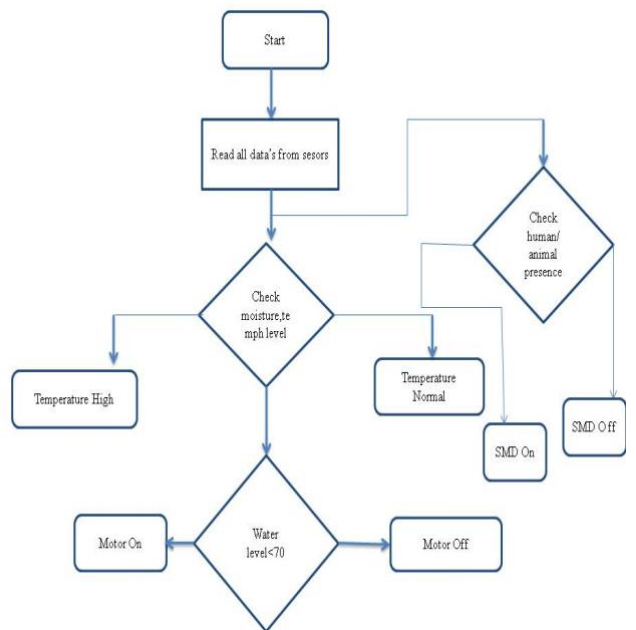 Start
Read all data's from sesors
Check
human/
animal
presence
Check
moisture,te
mph level
Temperature High
Temperature
Normal
SMD Off
SMD On
Water
level<70
Motor On
Motor Off